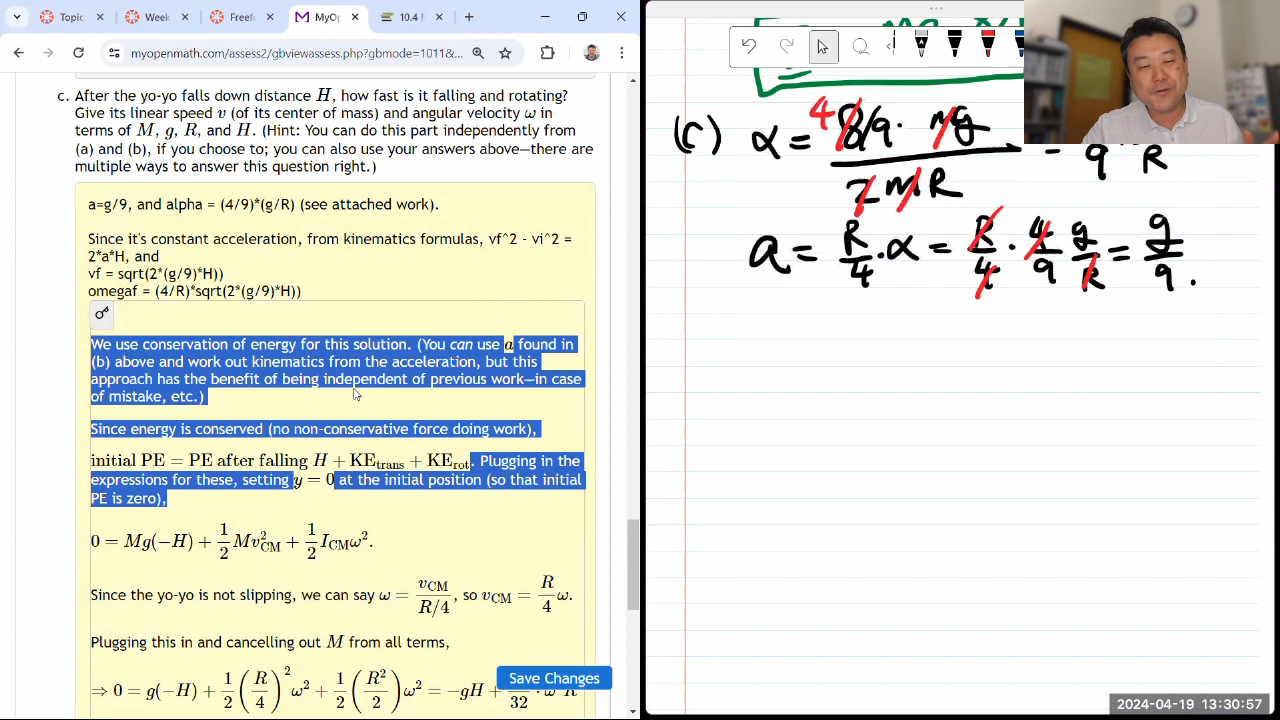 Topic
Week
Freef
MyOp
10.4 R
myopenmath.com/assess2/gbviewassess.php?gbmode=1011&...
c. After the yo-yo falls down distance H, how fast is it falling and rotating?
Give its linear speed v (of its center of mass) and angular velocity ω in
terms of M, g, R, and H. (Hint: You can do this part independently from
(a) and (b), if you choose to; you can also use your answers above—there are
multiple ways to answer this question right.)
a=g/9, and alpha = (4/9)*(g/R) (see attached work).
Since it's constant acceleration, from kinematics formulas, vf^2 - vi^2 =
2*a*H, and
vf = sqrt(2*(g/9)*H))
omegaf = (4/R)*sqrt(2*(g/9)*H))
We use conservation of energy for this solution. (You can use a found in
(b) above and work out kinematics from the acceleration, but this
approach has the benefit of being independent of previous work—in case
of mistake, etc.)
Since energy is conserved (no non-conservative force doing work),
initial PE = PE after falling H + KE_trans + KE_rot. Plugging in the
expressions for these, setting y = 0 at the initial position (so that initial
PE is zero),
0 = Mg(−H) + 1/2 Mv²_CM + 1/2 I_CM ω².
Since the yo-yo is not slipping, we can say ω = v_CM / (R/4), so v_CM = R/4 ω.
Plugging this in and cancelling out M from all terms,
Save Changes
⇒ 0 = g(−H) + 1/2 (R/4)² ω² + 1/2 (R²/2) ω² = −gH +
(c) α =
a = R/4 · α = R/4 · 4/9 g/R = g/9 .
2024-04-19 13:30:57